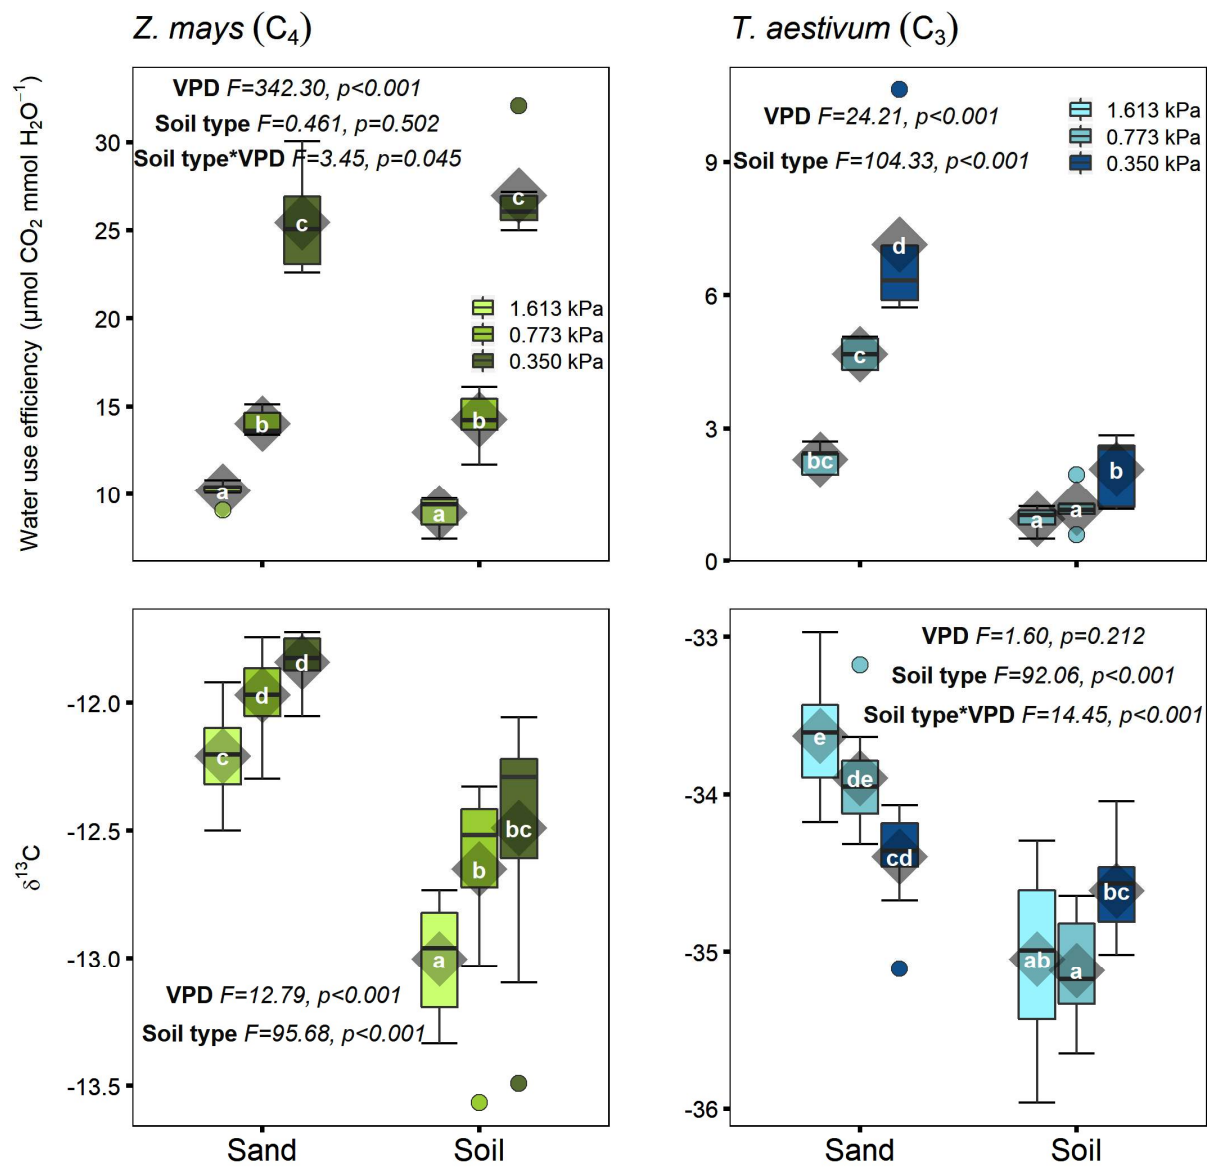 Z. mays (C₄)
T. aestivum (C₃)
Water use efficiency (μmol CO₂ mmol H₂O⁻¹)
VPD F=342.30, p<0.001
Soil type F=0.461, p=0.502
Soil type*VPD F=3.45, p=0.045
30
25
20
15
10
a
b
c
a
b
c
1.613 kPa
0.773 kPa
0.350 kPa
VPD F=24.21, p<0.001
Soil type F=104.33, p<0.001
1.613 kPa
0.773 kPa
0.350 kPa
9
6
3
0
bc
c
d
a
a
b
δ¹³C
-12.0
-12.5
-13.0
-13.5
c
d
d
a
b
bc
VPD F=12.79, p<0.001
Soil type F=95.68, p<0.001
Sand
Soil
VPD F=1.60, p=0.212
Soil type F=92.06, p<0.001
Soil type*VPD F=14.45, p<0.001
-33
-34
-35
-36
e
de
cd
ab
a
bc
Sand
Soil